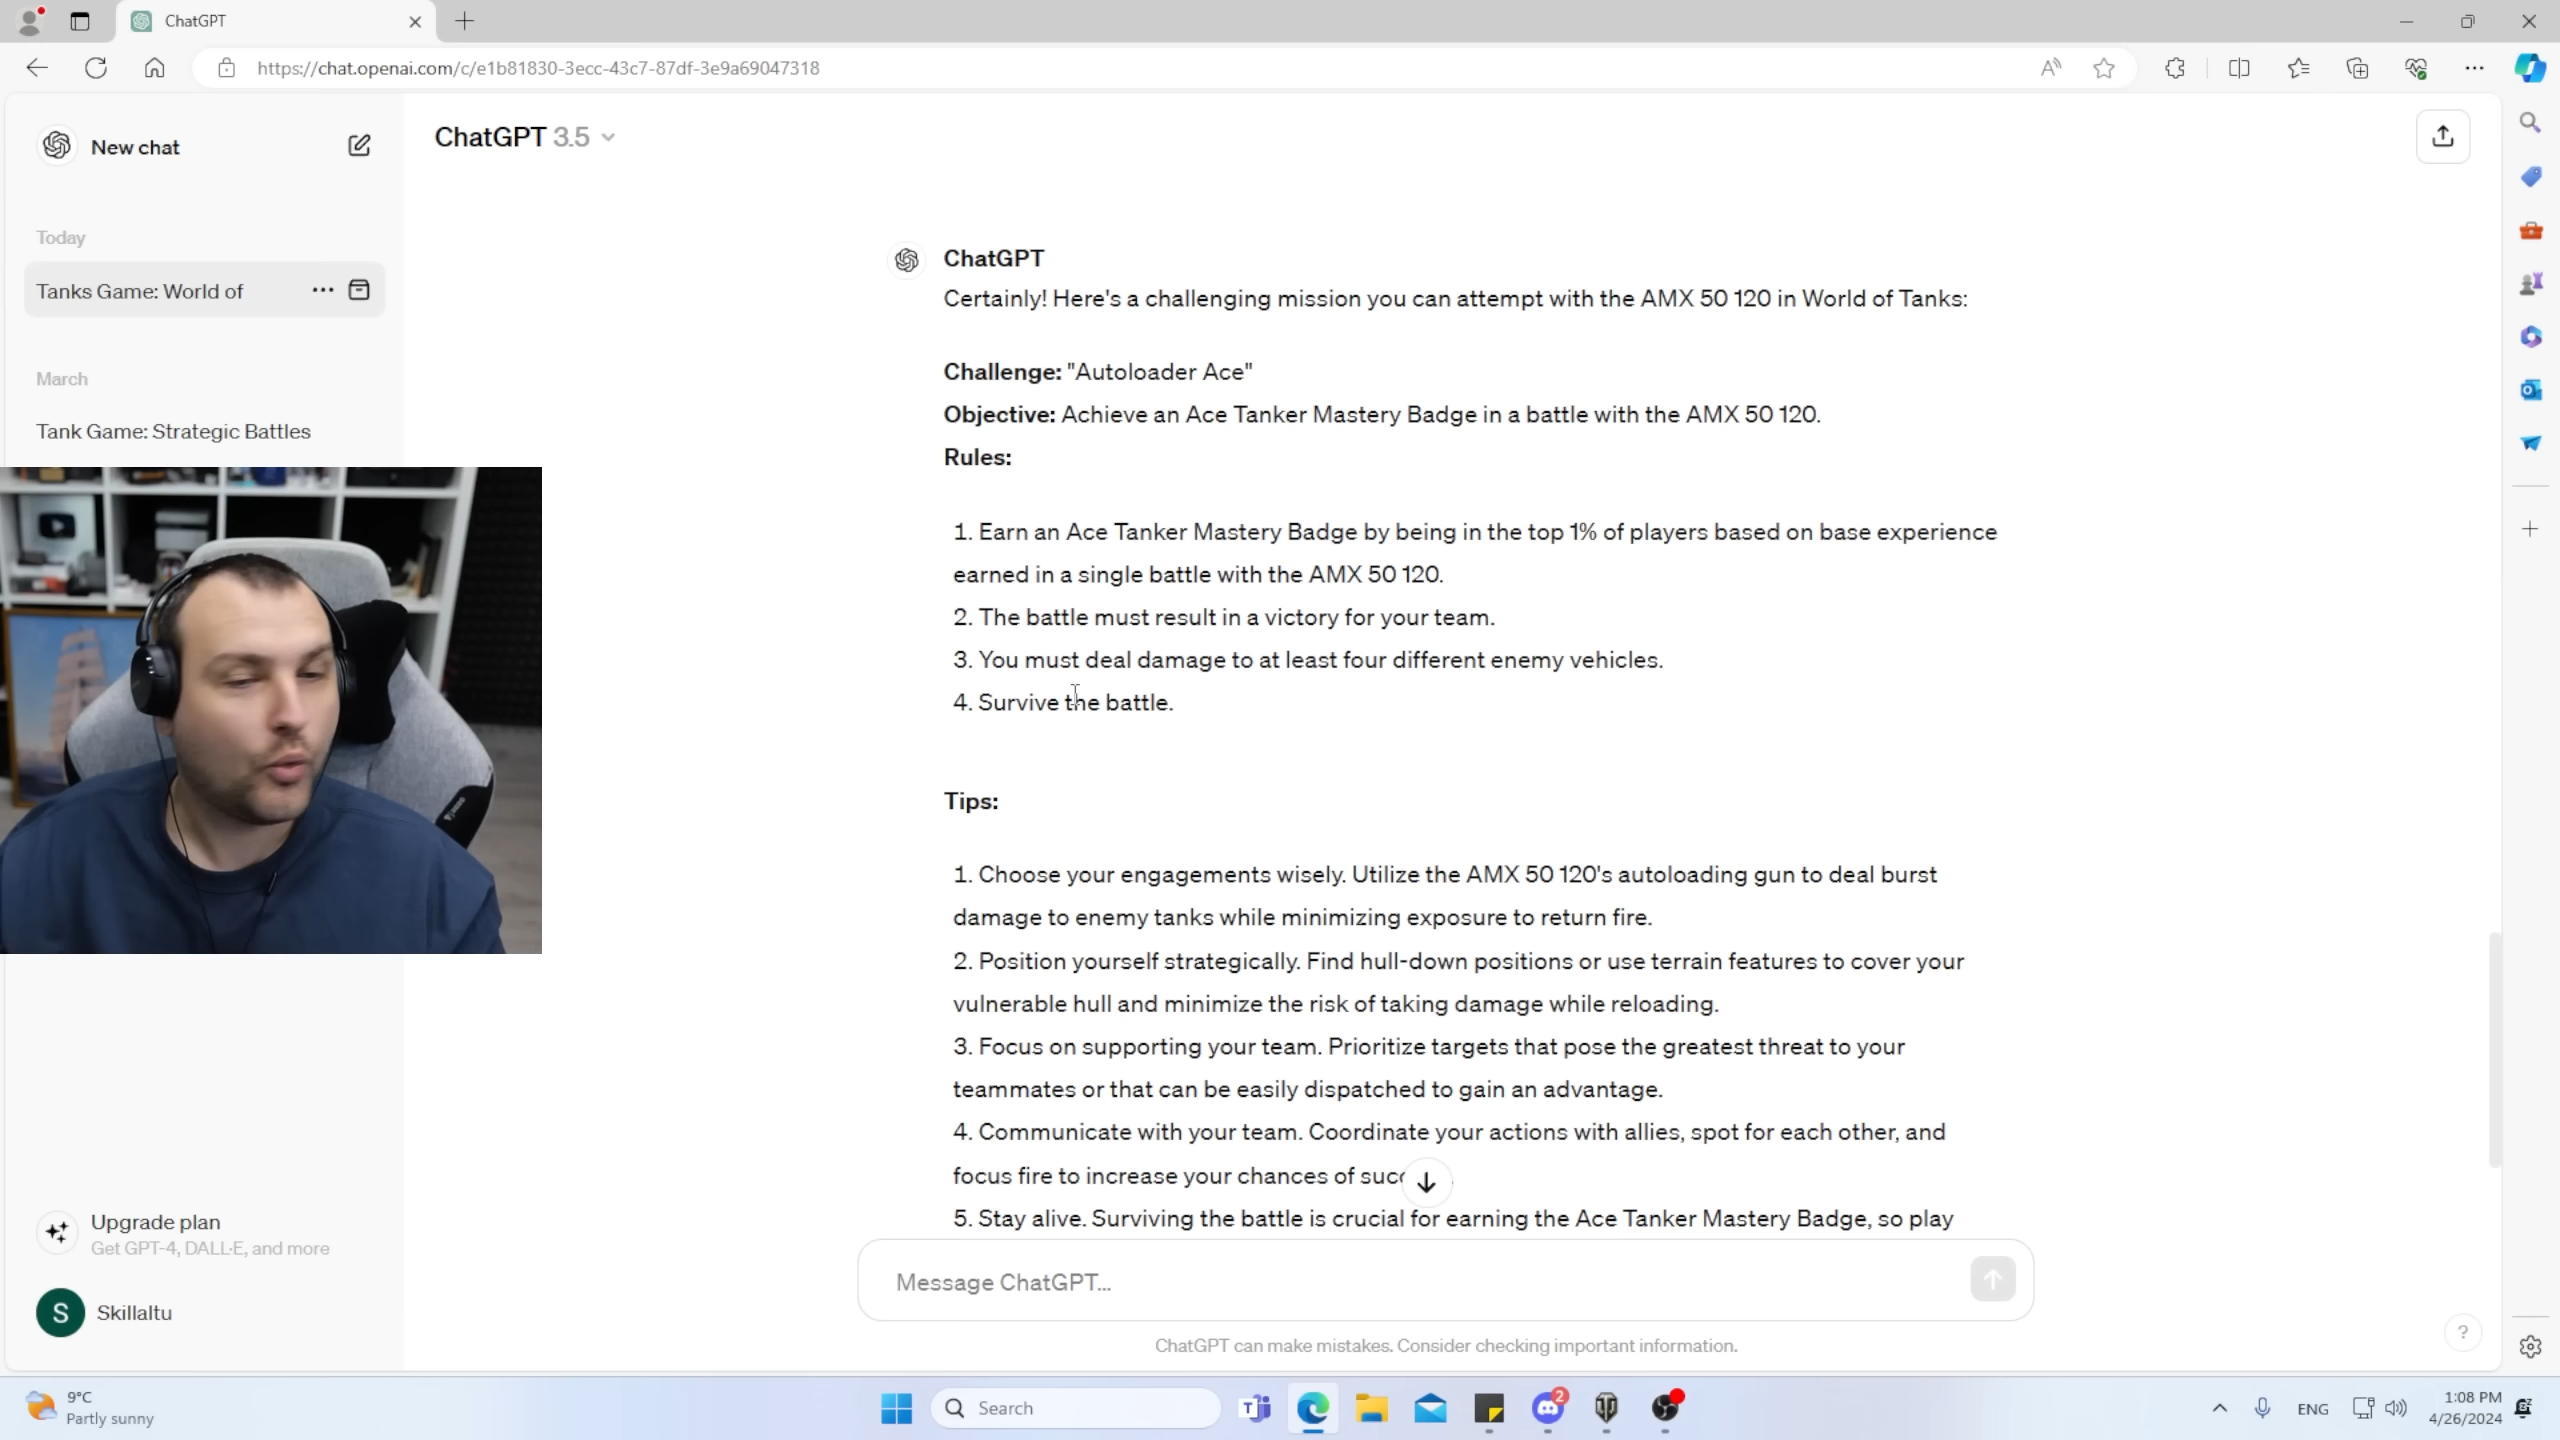 ChatGPT
https://chat.openai.com/c/e1b81830-3ecc-43c7-87df-3e9a69047318
New chat
ChatGPT 3.5
Today
Tanks Game: World of
March
Tank Game: Strategic Battles
ChatGPT
Certainly! Here's a challenging mission you can attempt with the AMX 50 120 in World of Tanks:
Challenge: "Autoloader Ace"
Objective: Achieve an Ace Tanker Mastery Badge in a battle with the AMX 50 120.
Rules:
1. Earn an Ace Tanker Mastery Badge by being in the top 1% of players based on base experience
earned in a single battle with the AMX 50 120.
2. The battle must result in a victory for your team.
3. You must deal damage to at least four different enemy vehicles.
4. Survive the battle.
Tips:
1. Choose your engagements wisely. Utilize the AMX 50 120's autoloading gun to deal burst
damage to enemy tanks while minimizing exposure to return fire.
2. Position yourself strategically. Find hull-down positions or use terrain features to cover your
vulnerable hull and minimize the risk of taking damage while reloading.
3. Focus on supporting your team. Prioritize targets that pose the greatest threat to your
teammates or that can be easily dispatched to gain an advantage.
4. Communicate with your team. Coordinate your actions with allies, spot for each other, and
focus fire to increase your chances of succ
5. Stay alive. Surviving the battle is crucial for earning the Ace Tanker Mastery Badge, so play
Upgrade plan
Get GPT-4, DALL·E, and more
S Skillaltu
Message ChatGPT...
ChatGPT can make mistakes. Consider checking important information.
?
9°C
Partly sunny
Search
2
ENG
1:08 PM
4/26/2024